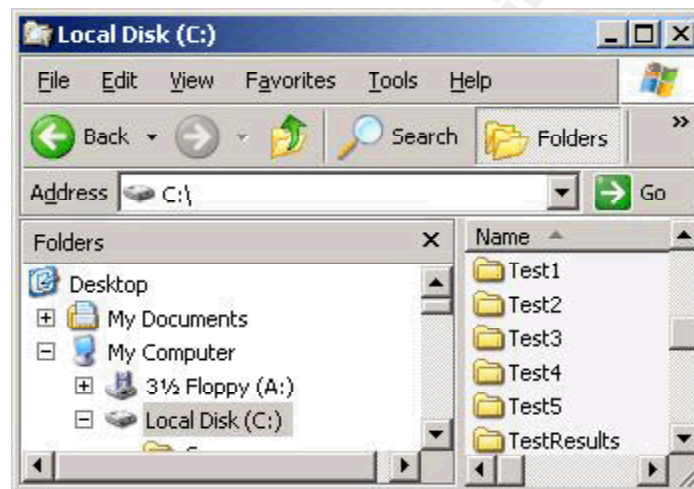 Local Disk (C:)
File Edit View Favorites Tools Help
Back Search Folders »
Address C:\ Go
Folders x
Desktop
My Documents
My Computer
3½ Floppy (A:)
Local Disk (C:)
Name
Test1
Test2
Test3
Test4
Test5
TestResults